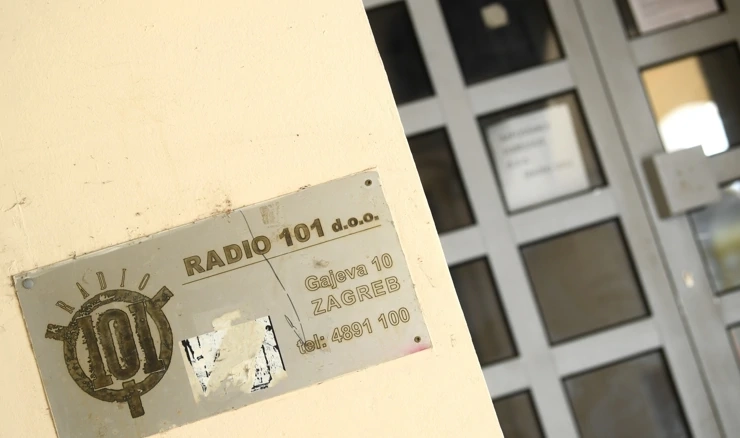 RADIO
101
RADIO 101 d.o.o.
Gajeva 10
ZAGREB
tel: 4891 100